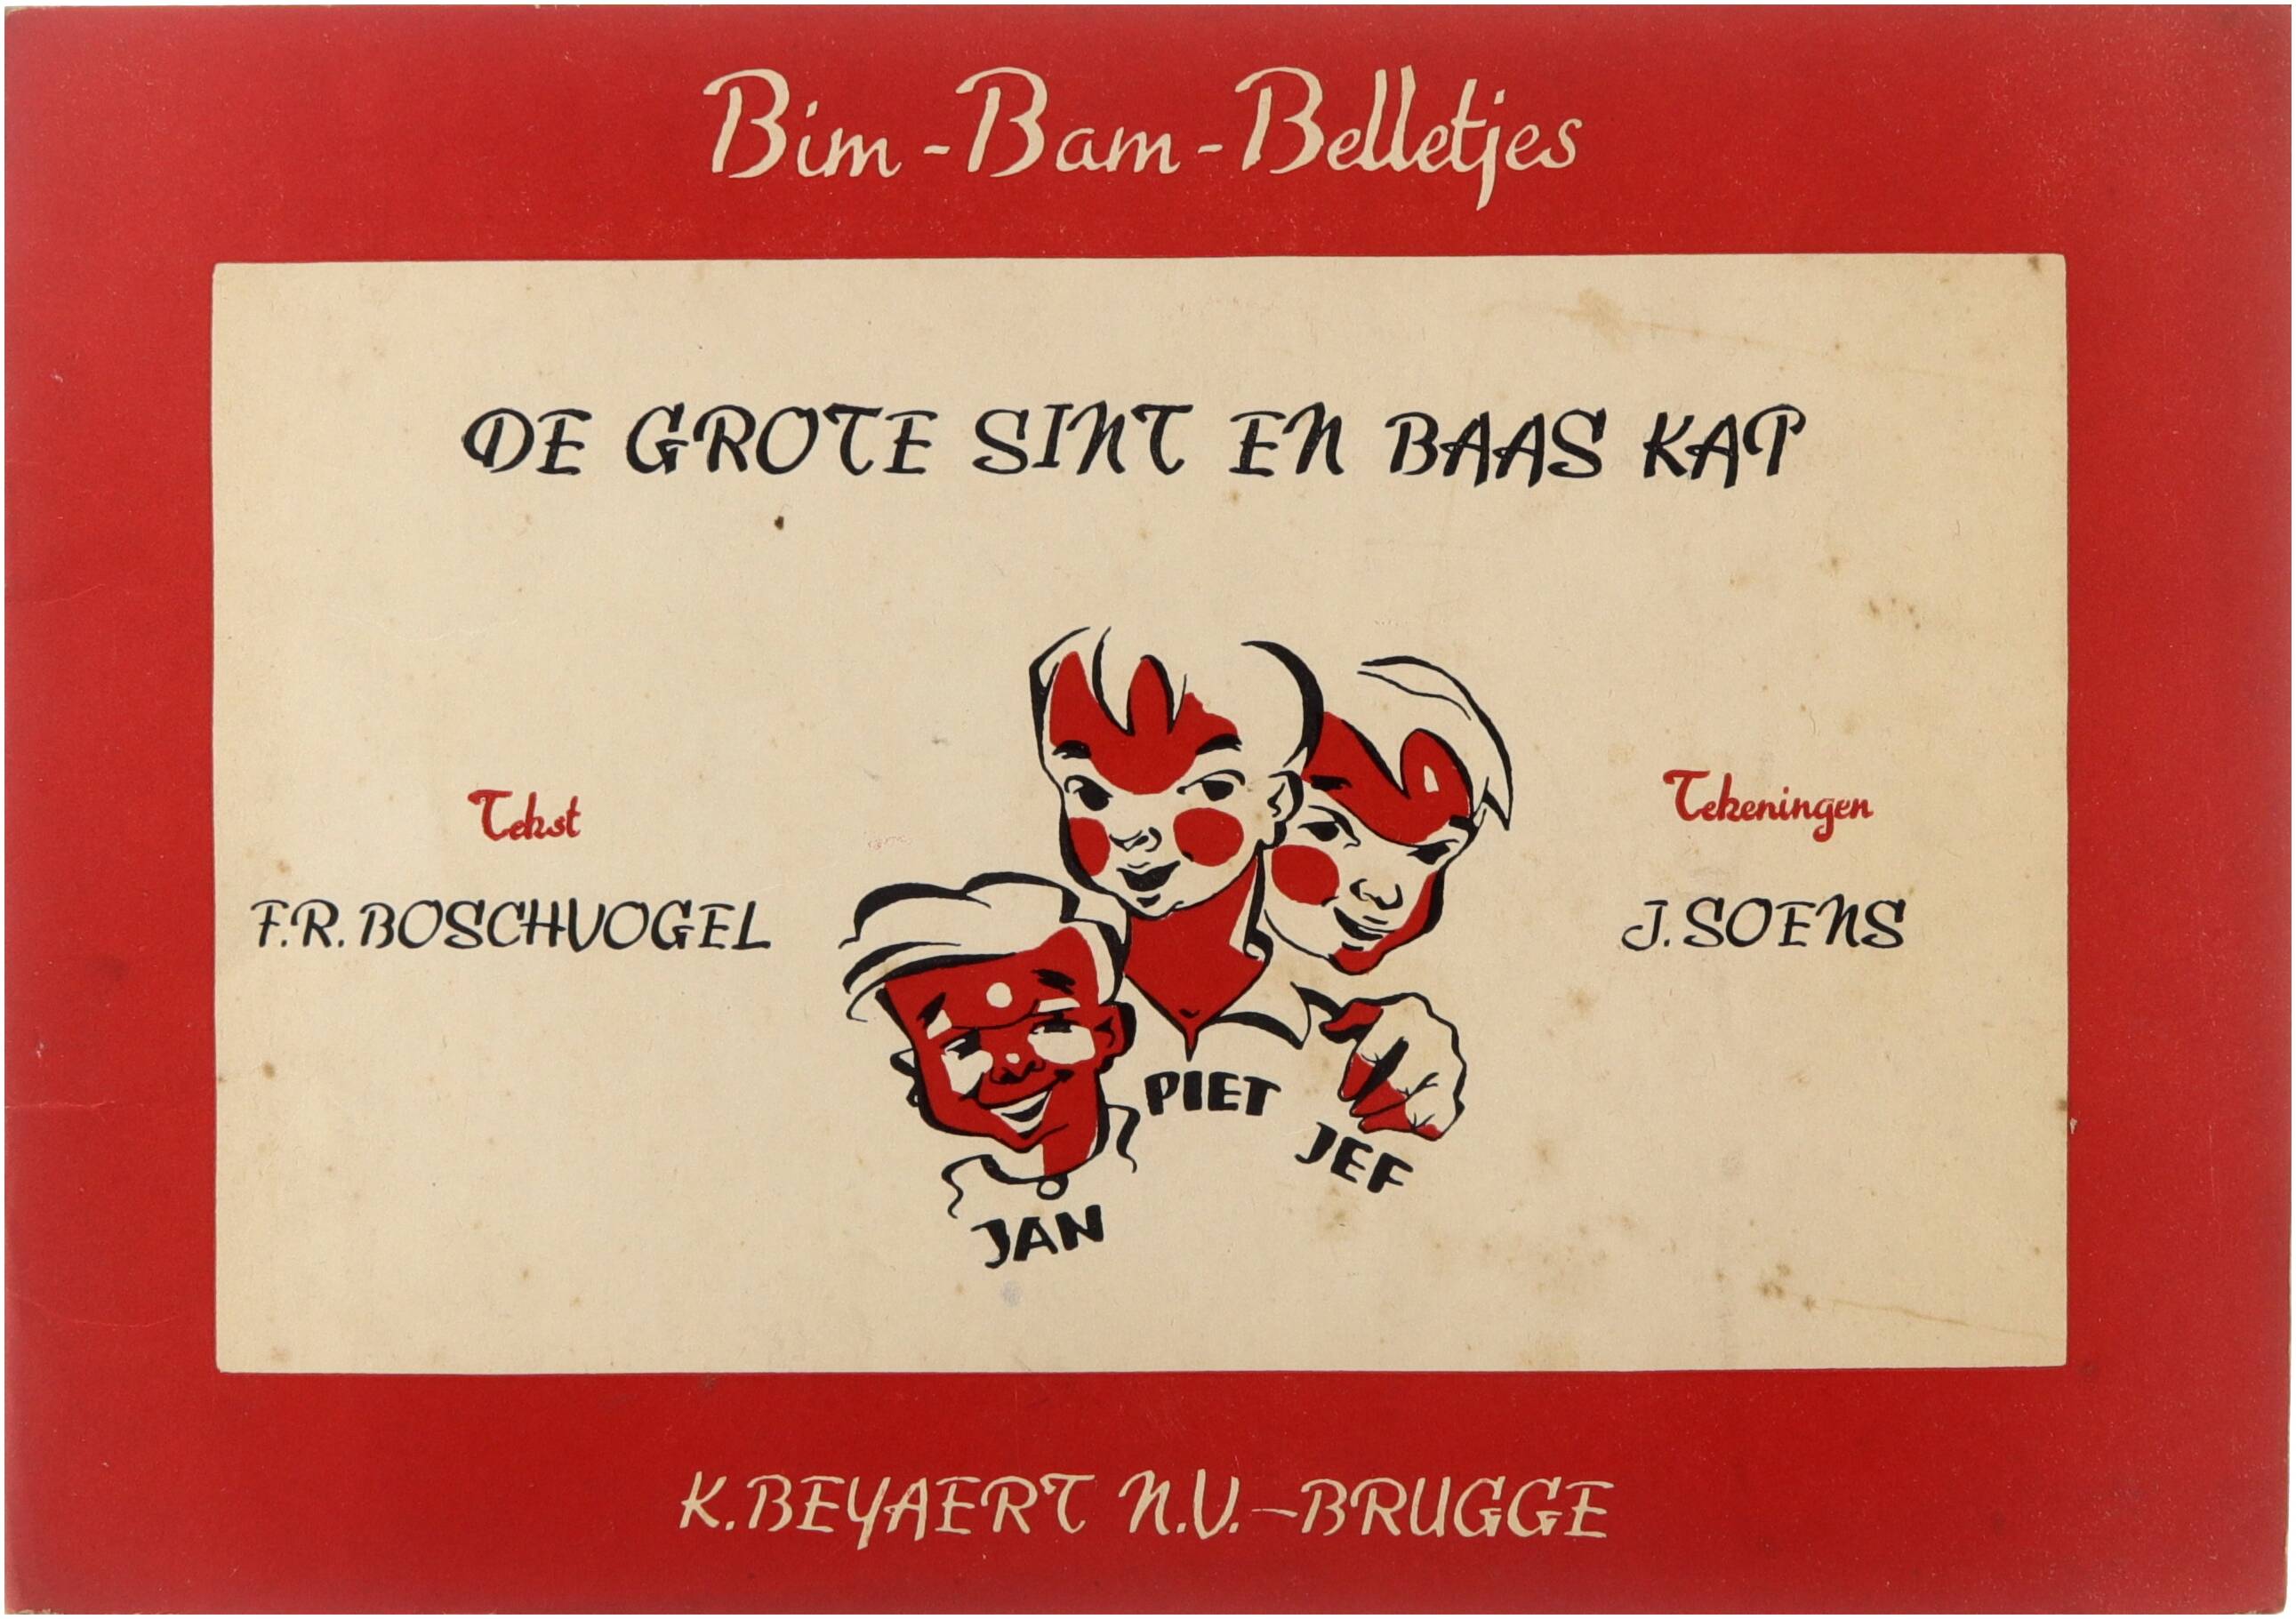 Bim-Bam-Belletjes
DE GROTE SINT EN BAAS KAP
Tekst
F.R. BOSCHVOGEL
Tekeningen
J. SOENS
PIET
JEF
JAN
K. BEYAERT N.V. - BRUGGE